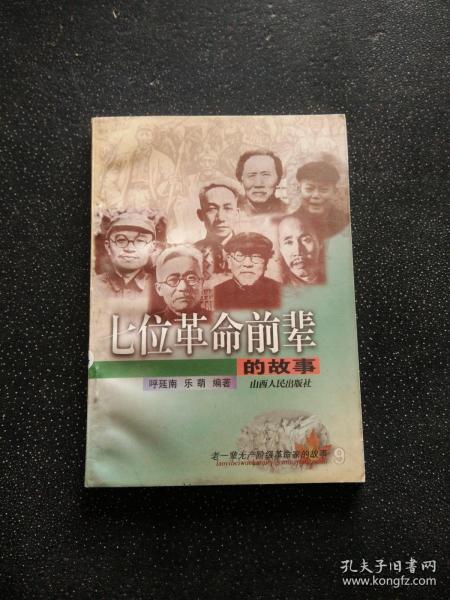 七位革命前辈
的故事
呼延南 乐萌 编著
山西人民出版社
老一辈无产阶级革命家的故事
9
孔夫子旧书网
www.kongfz.com